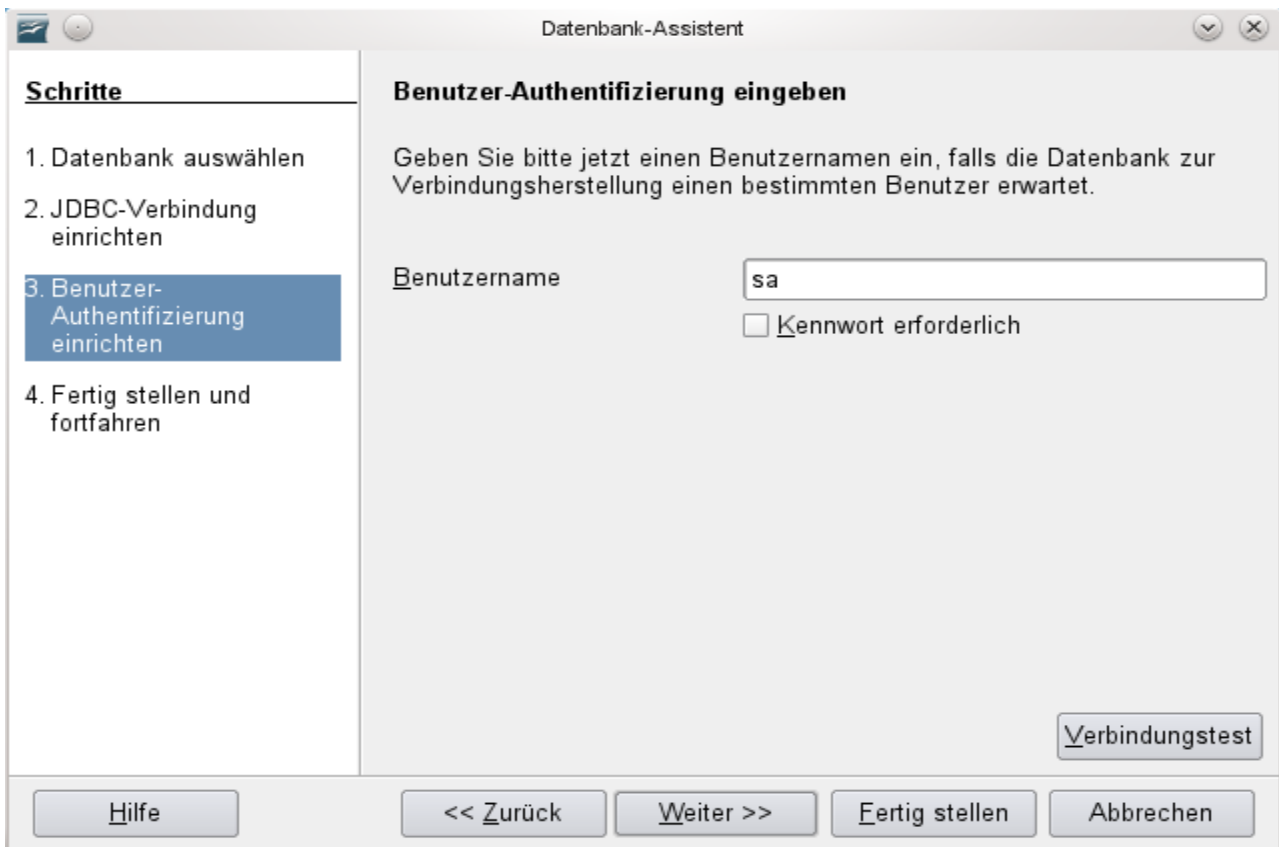 Datenbank-Assistent
Schritte
1. Datenbank auswählen
2. JDBC-Verbindung
einrichten
3. Benutzer-
Authentifizierung
einrichten
4. Fertig stellen und
fortfahren
Benutzer-Authentifizierung eingeben
Geben Sie bitte jetzt einen Benutzernamen ein, falls die Datenbank zur
Verbindungsherstellung einen bestimmten Benutzer erwartet.
Benutzername
sa
Kennwort erforderlich
Verbindungstest
Hilfe
<< Zurück
Weiter >>
Fertig stellen
Abbrechen